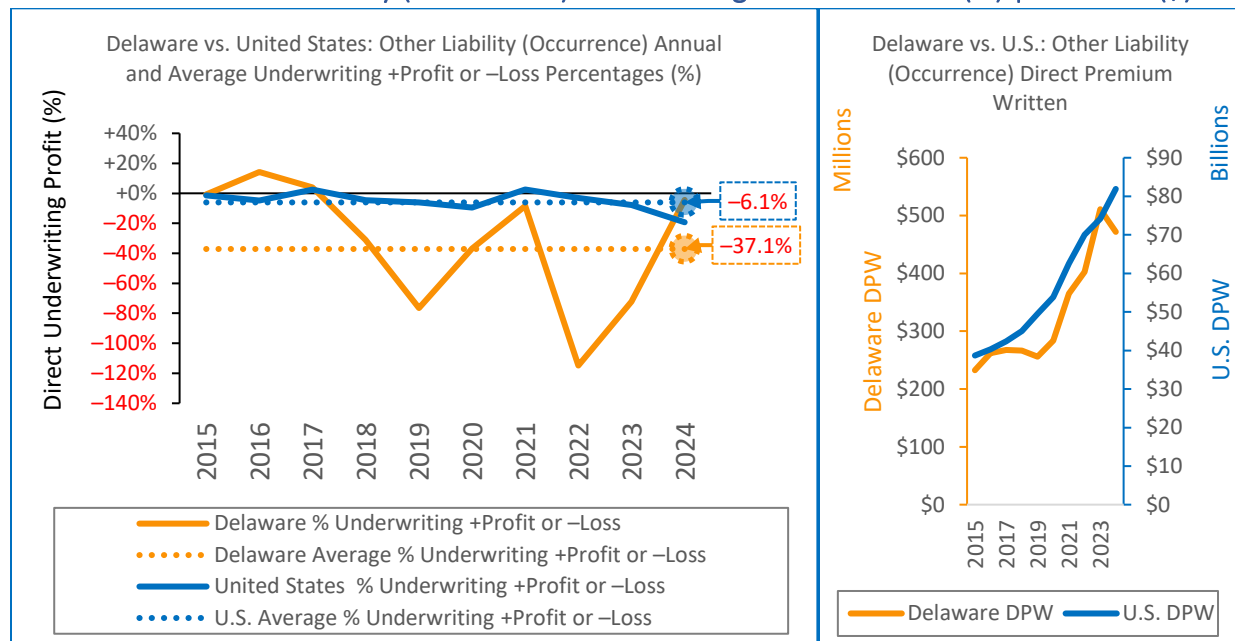 Delaware vs. United States: Other Liability (Occurrence) Annual
and Average Underwriting +Profit or –Loss Percentages (%)
Direct Underwriting Profit (%)
+40%
+20%
+0%
–20%
–40%
–60%
–80%
–100%
–120%
–140%
–6.1%
–37.1%
2015
2016
2017
2018
2019
2020
2021
2022
2023
2024
Delaware % Underwriting +Profit or –Loss
Delaware Average % Underwriting +Profit or –Loss
United States % Underwriting +Profit or –Loss
U.S. Average % Underwriting +Profit or –Loss
Delaware vs. U.S.: Other Liability
(Occurrence) Direct Premium
Written
Millions
Billions
Delaware DPW
U.S. DPW
$600
$500
$400
$300
$200
$100
$0
$90
$80
$70
$60
$50
$40
$30
$20
$10
$0
2015
2017
2019
2021
2023
Delaware DPW
U.S. DPW